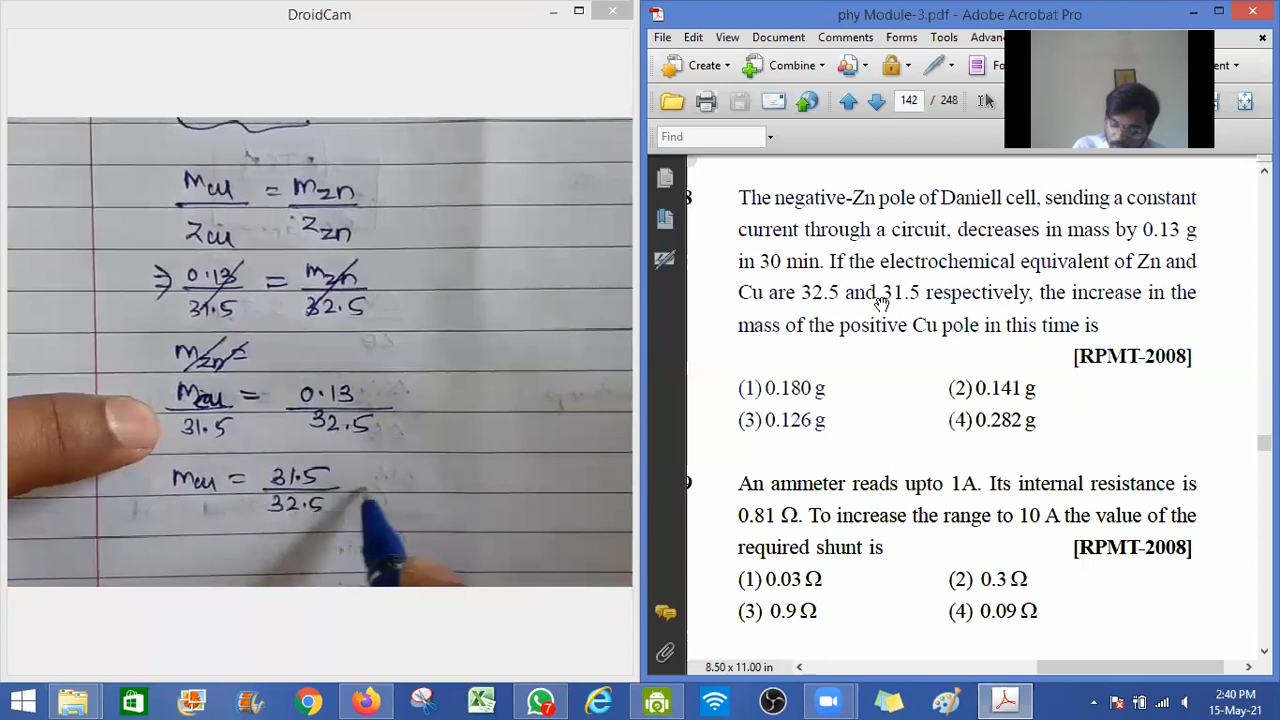 DroidCam
phy Module-3.pdf - Adobe Acrobat Pro
File Edit View Document Comments Forms Tools Advan
Create Combine Fo ent
142 / 248
Find
mcu = mzn
Zcu Zzn
⇒ 0.13 = mzn
31.5 32.5
mzn =
mcu = 0.13
31.5 32.5
mcu = 31.5
32.5
8
The negative-Zn pole of Daniell cell, sending a constant
current through a circuit, decreases in mass by 0.13 g
in 30 min. If the electrochemical equivalent of Zn and
Cu are 32.5 and 31.5 respectively, the increase in the
mass of the positive Cu pole in this time is
[RPMT-2008]
(1) 0.180 g (2) 0.141 g
(3) 0.126 g (4) 0.282 g
9 An ammeter reads upto 1A. Its internal resistance is
0.81 Ω. To increase the range to 10 A the value of the
required shunt is [RPMT-2008]
(1) 0.03 Ω (2) 0.3 Ω
(3) 0.9 Ω (4) 0.09 Ω
8.50 x 11.00 in
7
2:40 PM
15-May-21